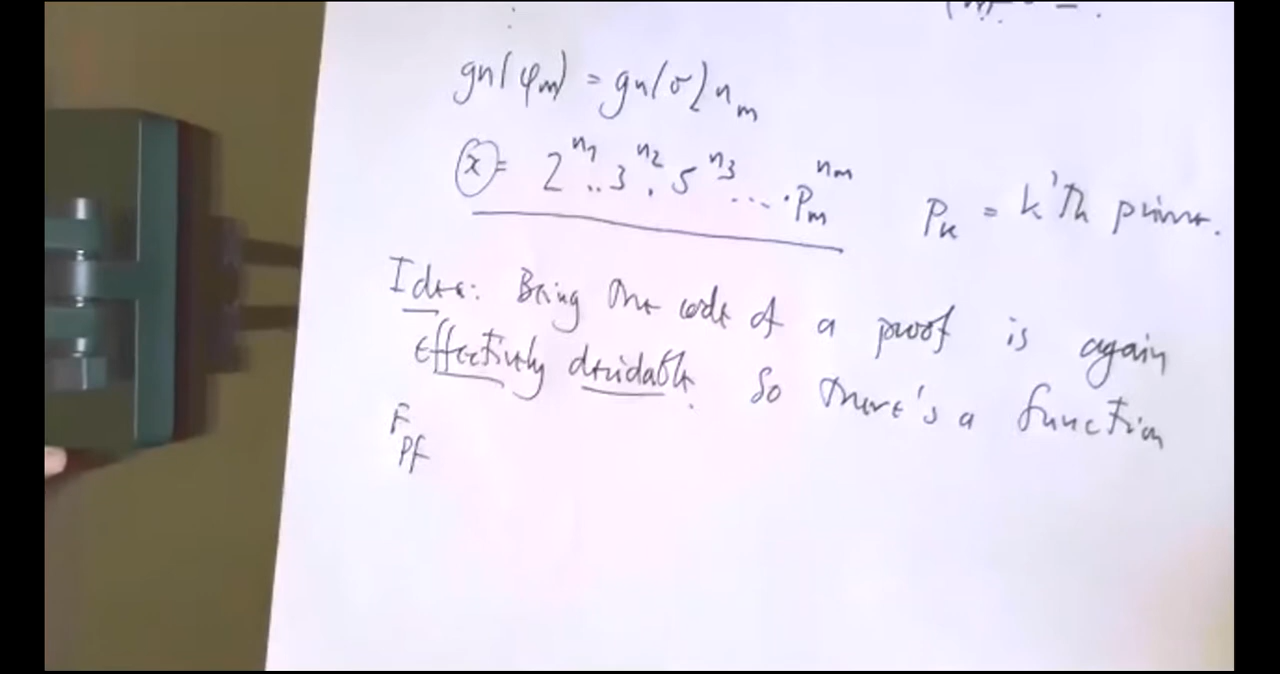 gn(φm) = gn(σ) nm
x = 2^n1 · 3^n2 · 5^n3 ... · Pm^nm Pk = k'th prime.
Idea: Being the code of a proof is again
effectively decidable. So there's a function
F
Pf